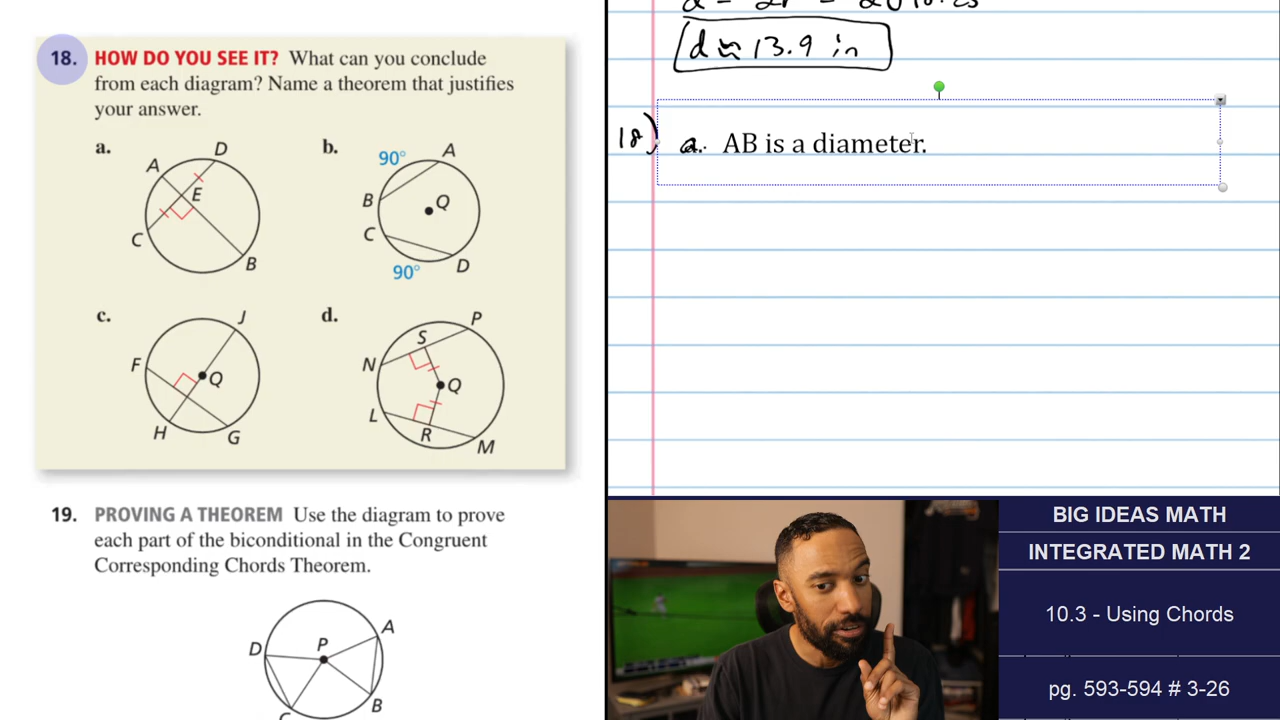 18. HOW DO YOU SEE IT? What can you conclude
from each diagram? Name a theorem that justifies
your answer.
a.
A
D
E
C
B
b.
90°
A
B
Q
C
90°
D
c.
J
F
Q
H
G
d.
P
S
N
Q
L
R
M
19. PROVING A THEOREM Use the diagram to prove
each part of the biconditional in the Congruent
Corresponding Chords Theorem.
D
P
A
B
C
d ≈ 13.9 in
18) a. AB is a diameter.
BIG IDEAS MATH
INTEGRATED MATH 2
10.3 - Using Chords
pg. 593-594 # 3-26